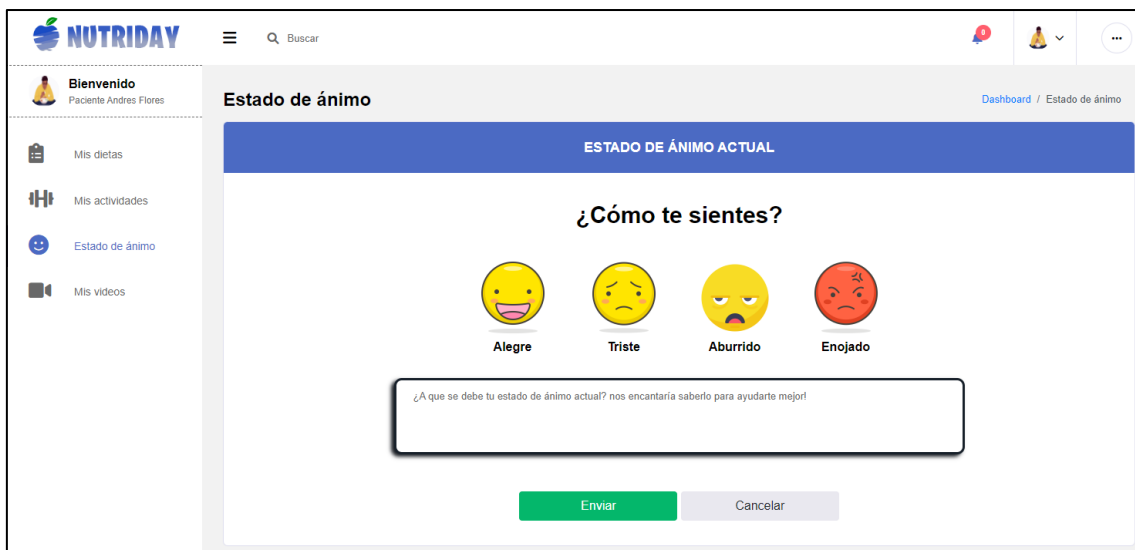 NUTRIDAY
Buscar
0
Bienvenido
Paciente Andres Flores
Mis dietas
Mis actividades
Estado de ánimo
Mis videos
Estado de ánimo
Dashboard / Estado de ánimo
ESTADO DE ÁNIMO ACTUAL
¿Cómo te sientes?
Alegre Triste Aburrido Enojado
¿A que se debe tu estado de ánimo actual? nos encantaría saberlo para ayudarte mejor!
Enviar Cancelar